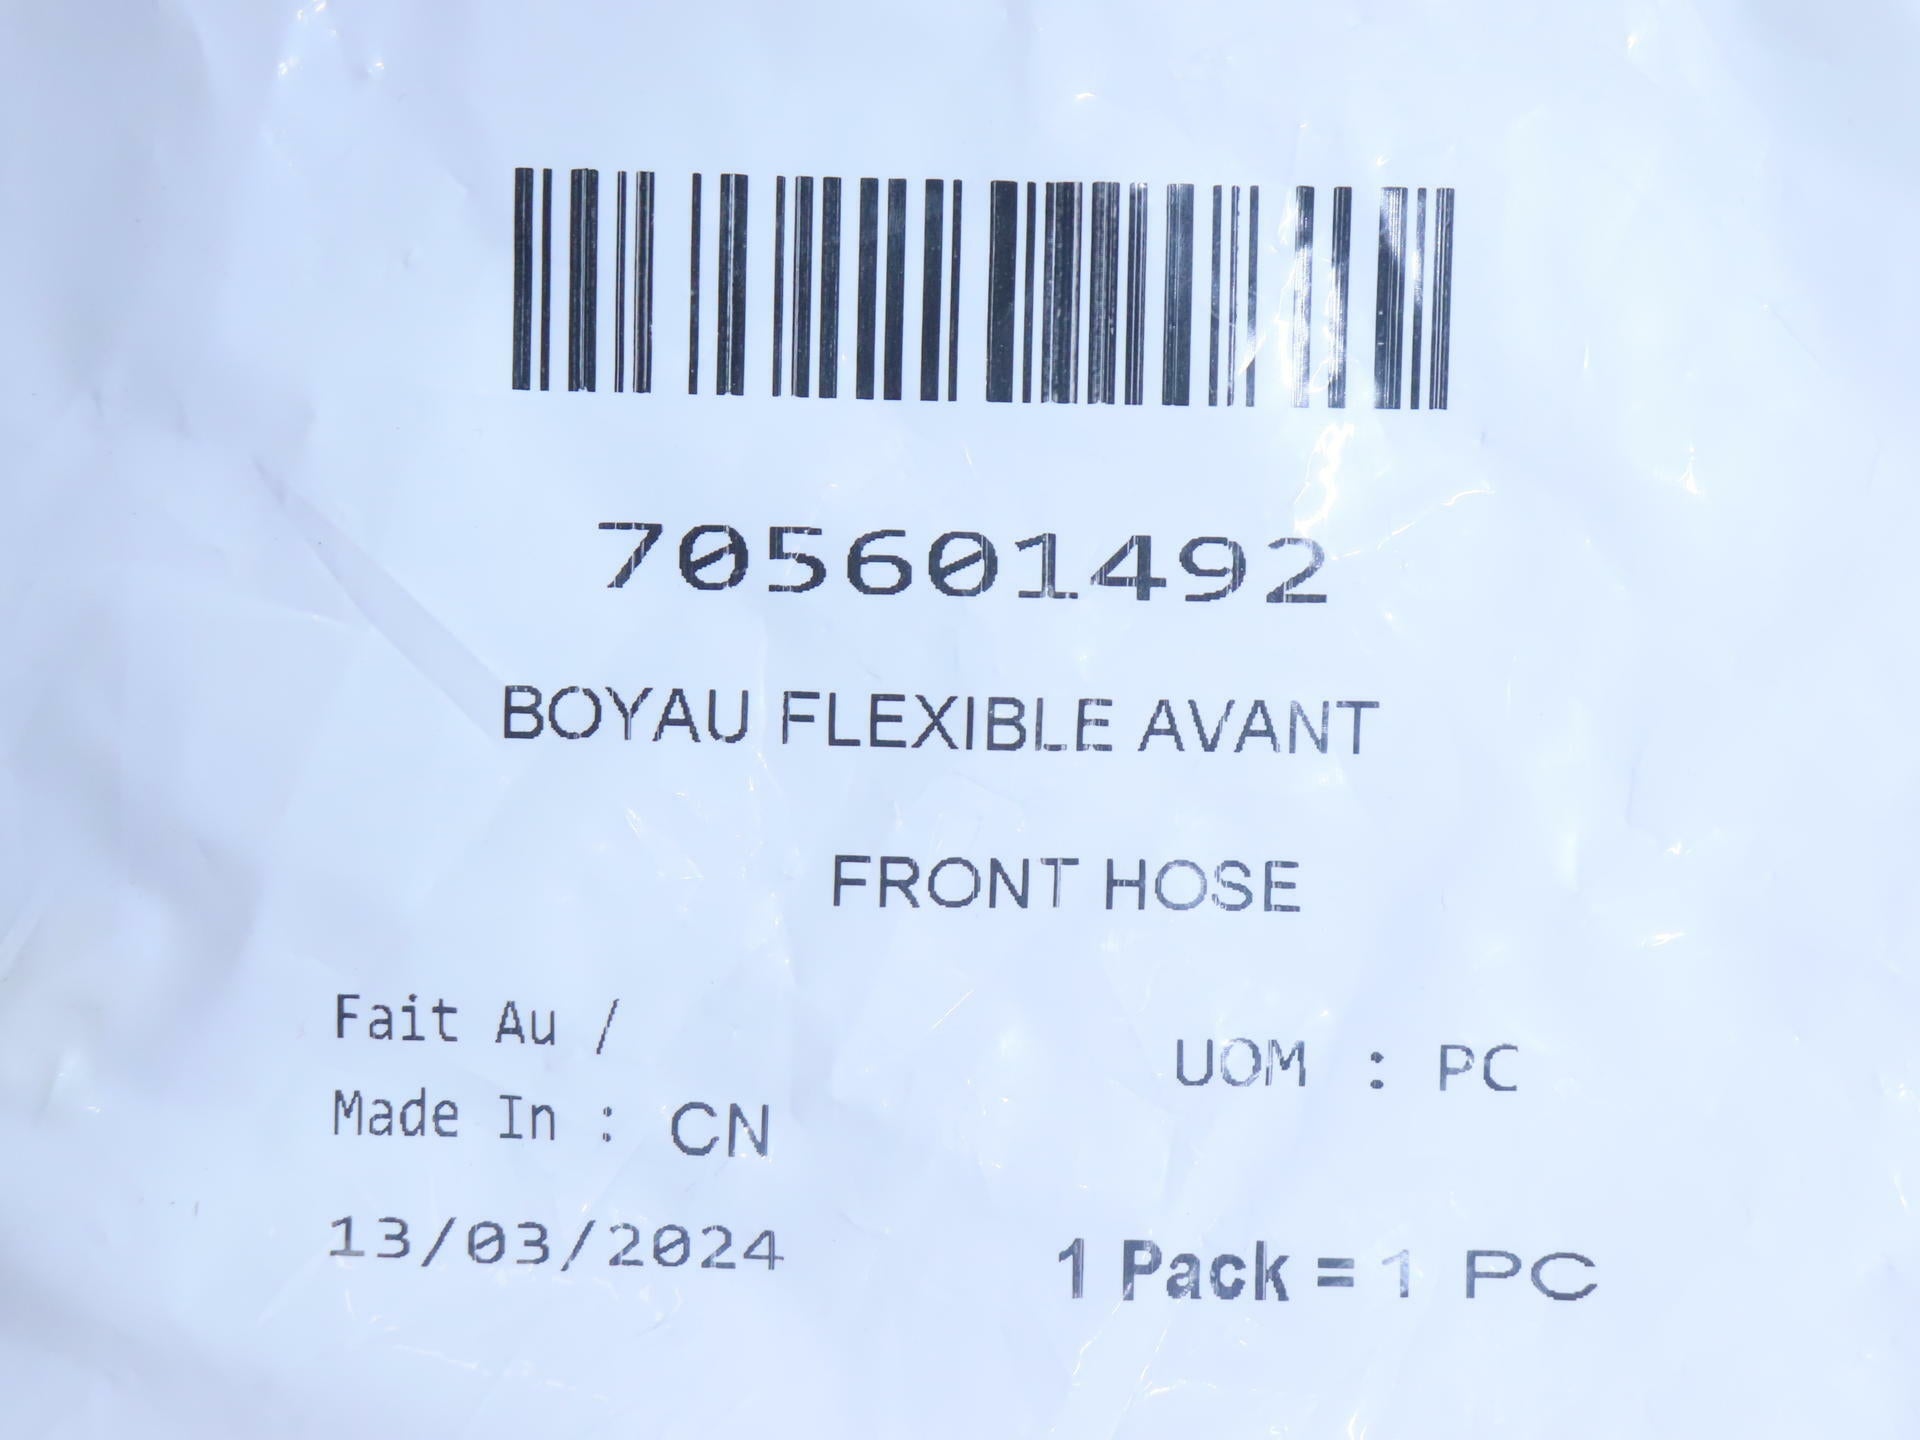 705601492
BOYAU FLEXIBLE AVANT
FRONT HOSE
Fait Au /
Made In : CN
UOM : PC
13/03/2024
1 Pack = 1 PC